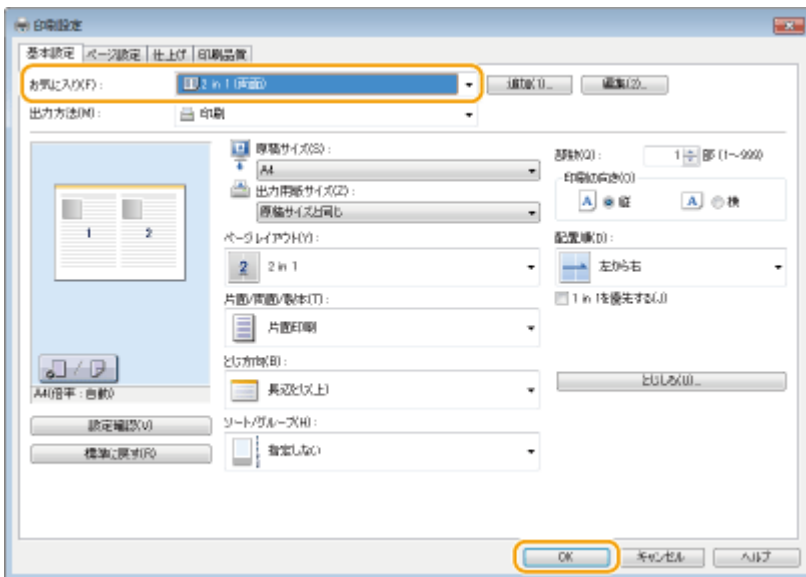 印刷設定
基本設定 ページ設定 仕上げ 印刷品質
お気に入り(F): 2 in 1 (両面) 追加(1)... 編集(2)...
出力方法(M): 印刷
原稿サイズ(S):
A4
出力用紙サイズ(Z):
原稿サイズと同じ
部数(Q): 1 部 (1~999)
印刷の向き(O)
A 縦 A 横
1 2
ページレイアウト(Y):
2 2 in 1
配置順(D):
左から右
1 in 1を優先する(J)
片面/両面/製本(T):
片面印刷
とじ方向(B):
長辺とじ(上)
とじしろ(U)...
A4(倍率:自動)
設定確認(V)
標準に戻す(R)
ソート/グループ(H):
指定しない
OK キャンセル ヘルプ